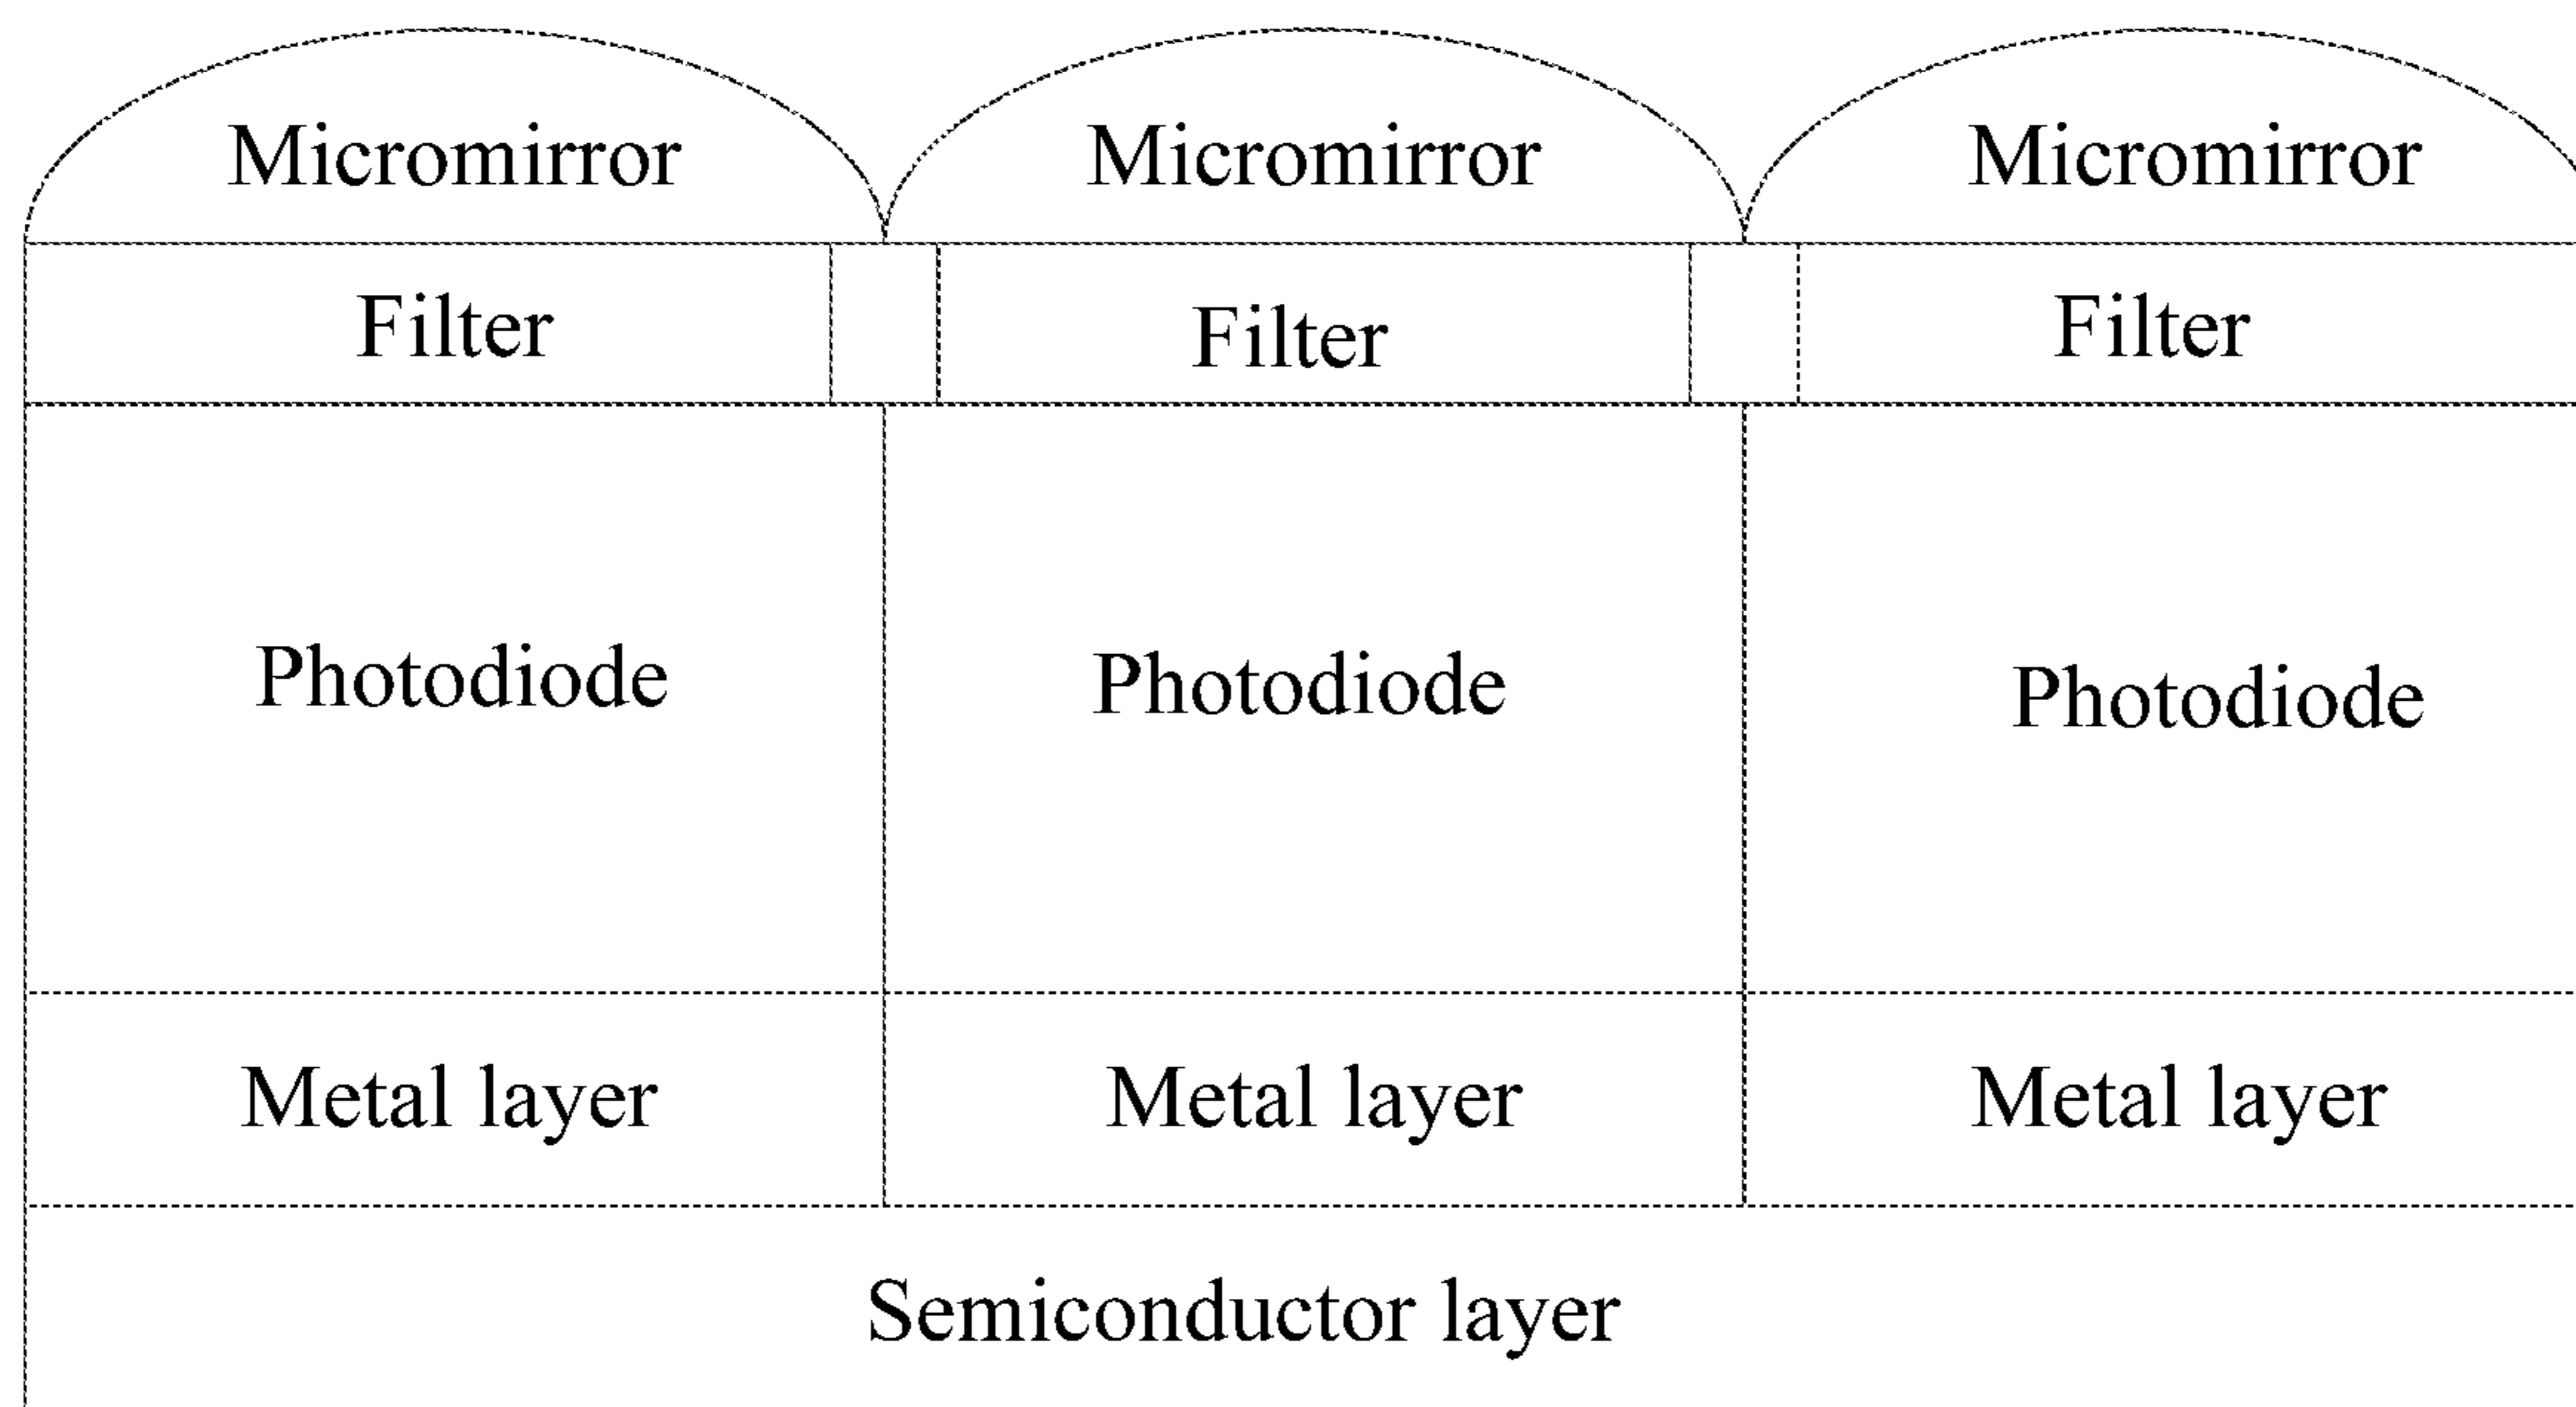 Micromirror Micromirror Micromirror
Filter Filter Filter
Photodiode Photodiode Photodiode
Metal layer Metal layer Metal layer
Semiconductor layer